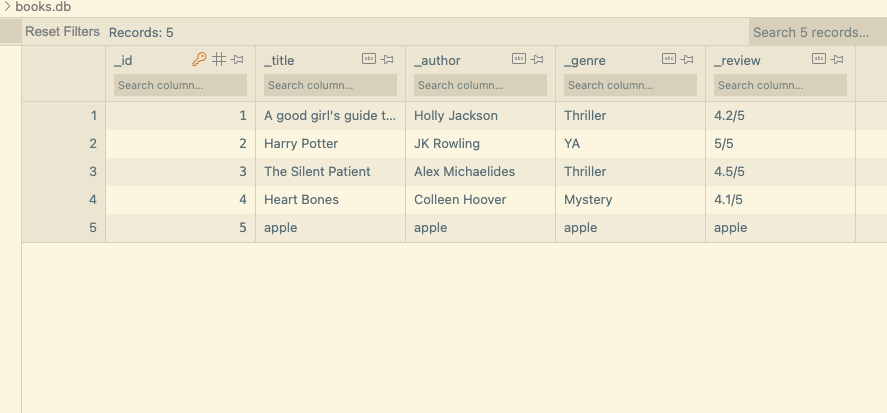 books.db
Reset Filters Records: 5 Search 5 records...
_id _title _author _genre _review
Search column... Search column... Search column... Search column... Search column...
1 1 A good girl's guide t... Holly Jackson Thriller 4.2/5
2 2 Harry Potter JK Rowling YA 5/5
3 3 The Silent Patient Alex Michaelides Thriller 4.5/5
4 4 Heart Bones Colleen Hoover Mystery 4.1/5
5 5 apple apple apple apple